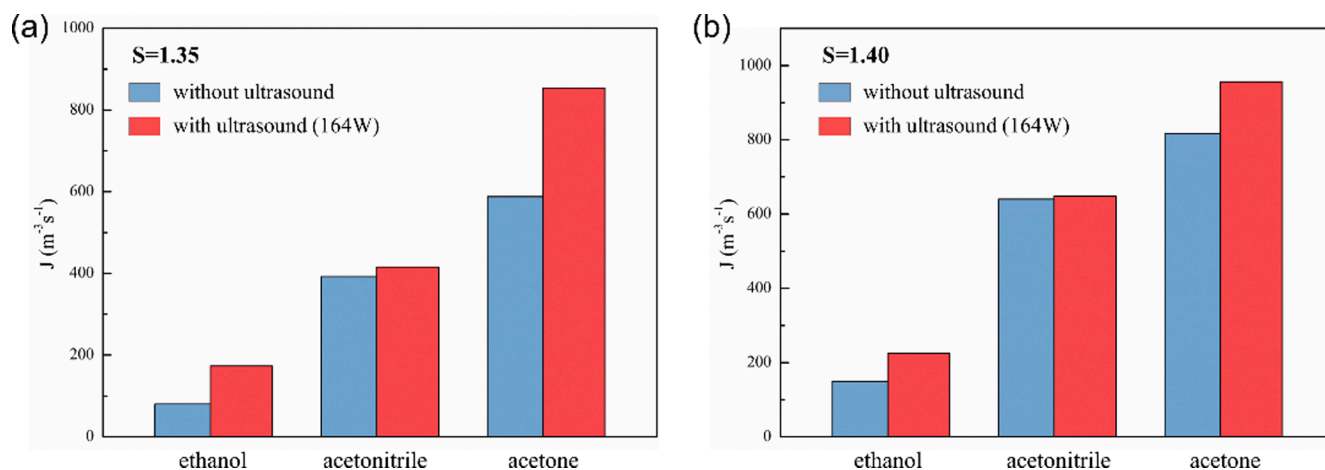 (a)
S=1.35
without ultrasound
with ultrasound (164W)
J (m⁻³s⁻¹)
1000
800
600
400
200
0
ethanol acetonitrile acetone
(b)
S=1.40
without ultrasound
with ultrasound (164W)
J (m⁻³s⁻¹)
1000
800
600
400
200
0
ethanol acetonitrile acetone